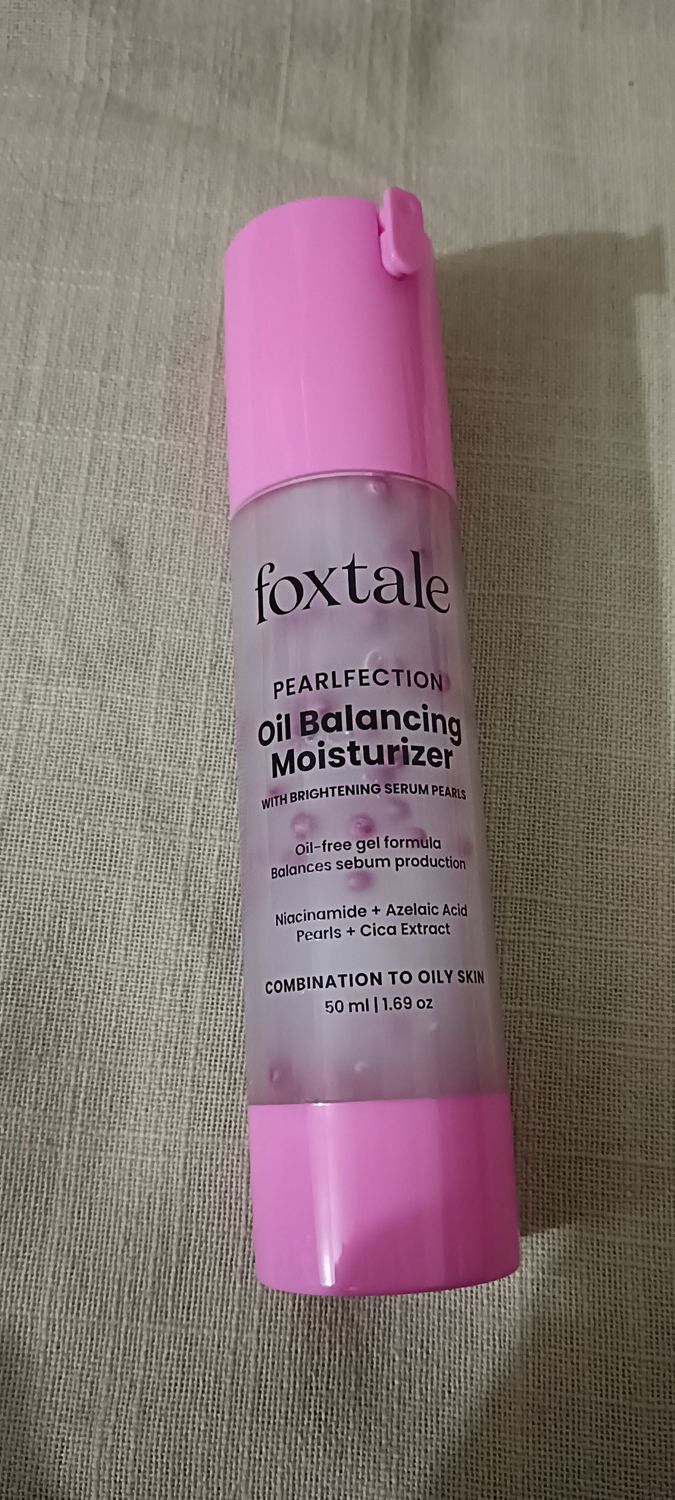 foxtale
PEARLFECTION
Oil Balancing
Moisturizer
WITH BRIGHTENING SERUM PEARLS
Oil-free gel formula
Balances sebum production
Niacinamide + Azelaic Acid
Pearls + Cica Extract
COMBINATION TO OILY SKIN
50 ml | 1.69 oz